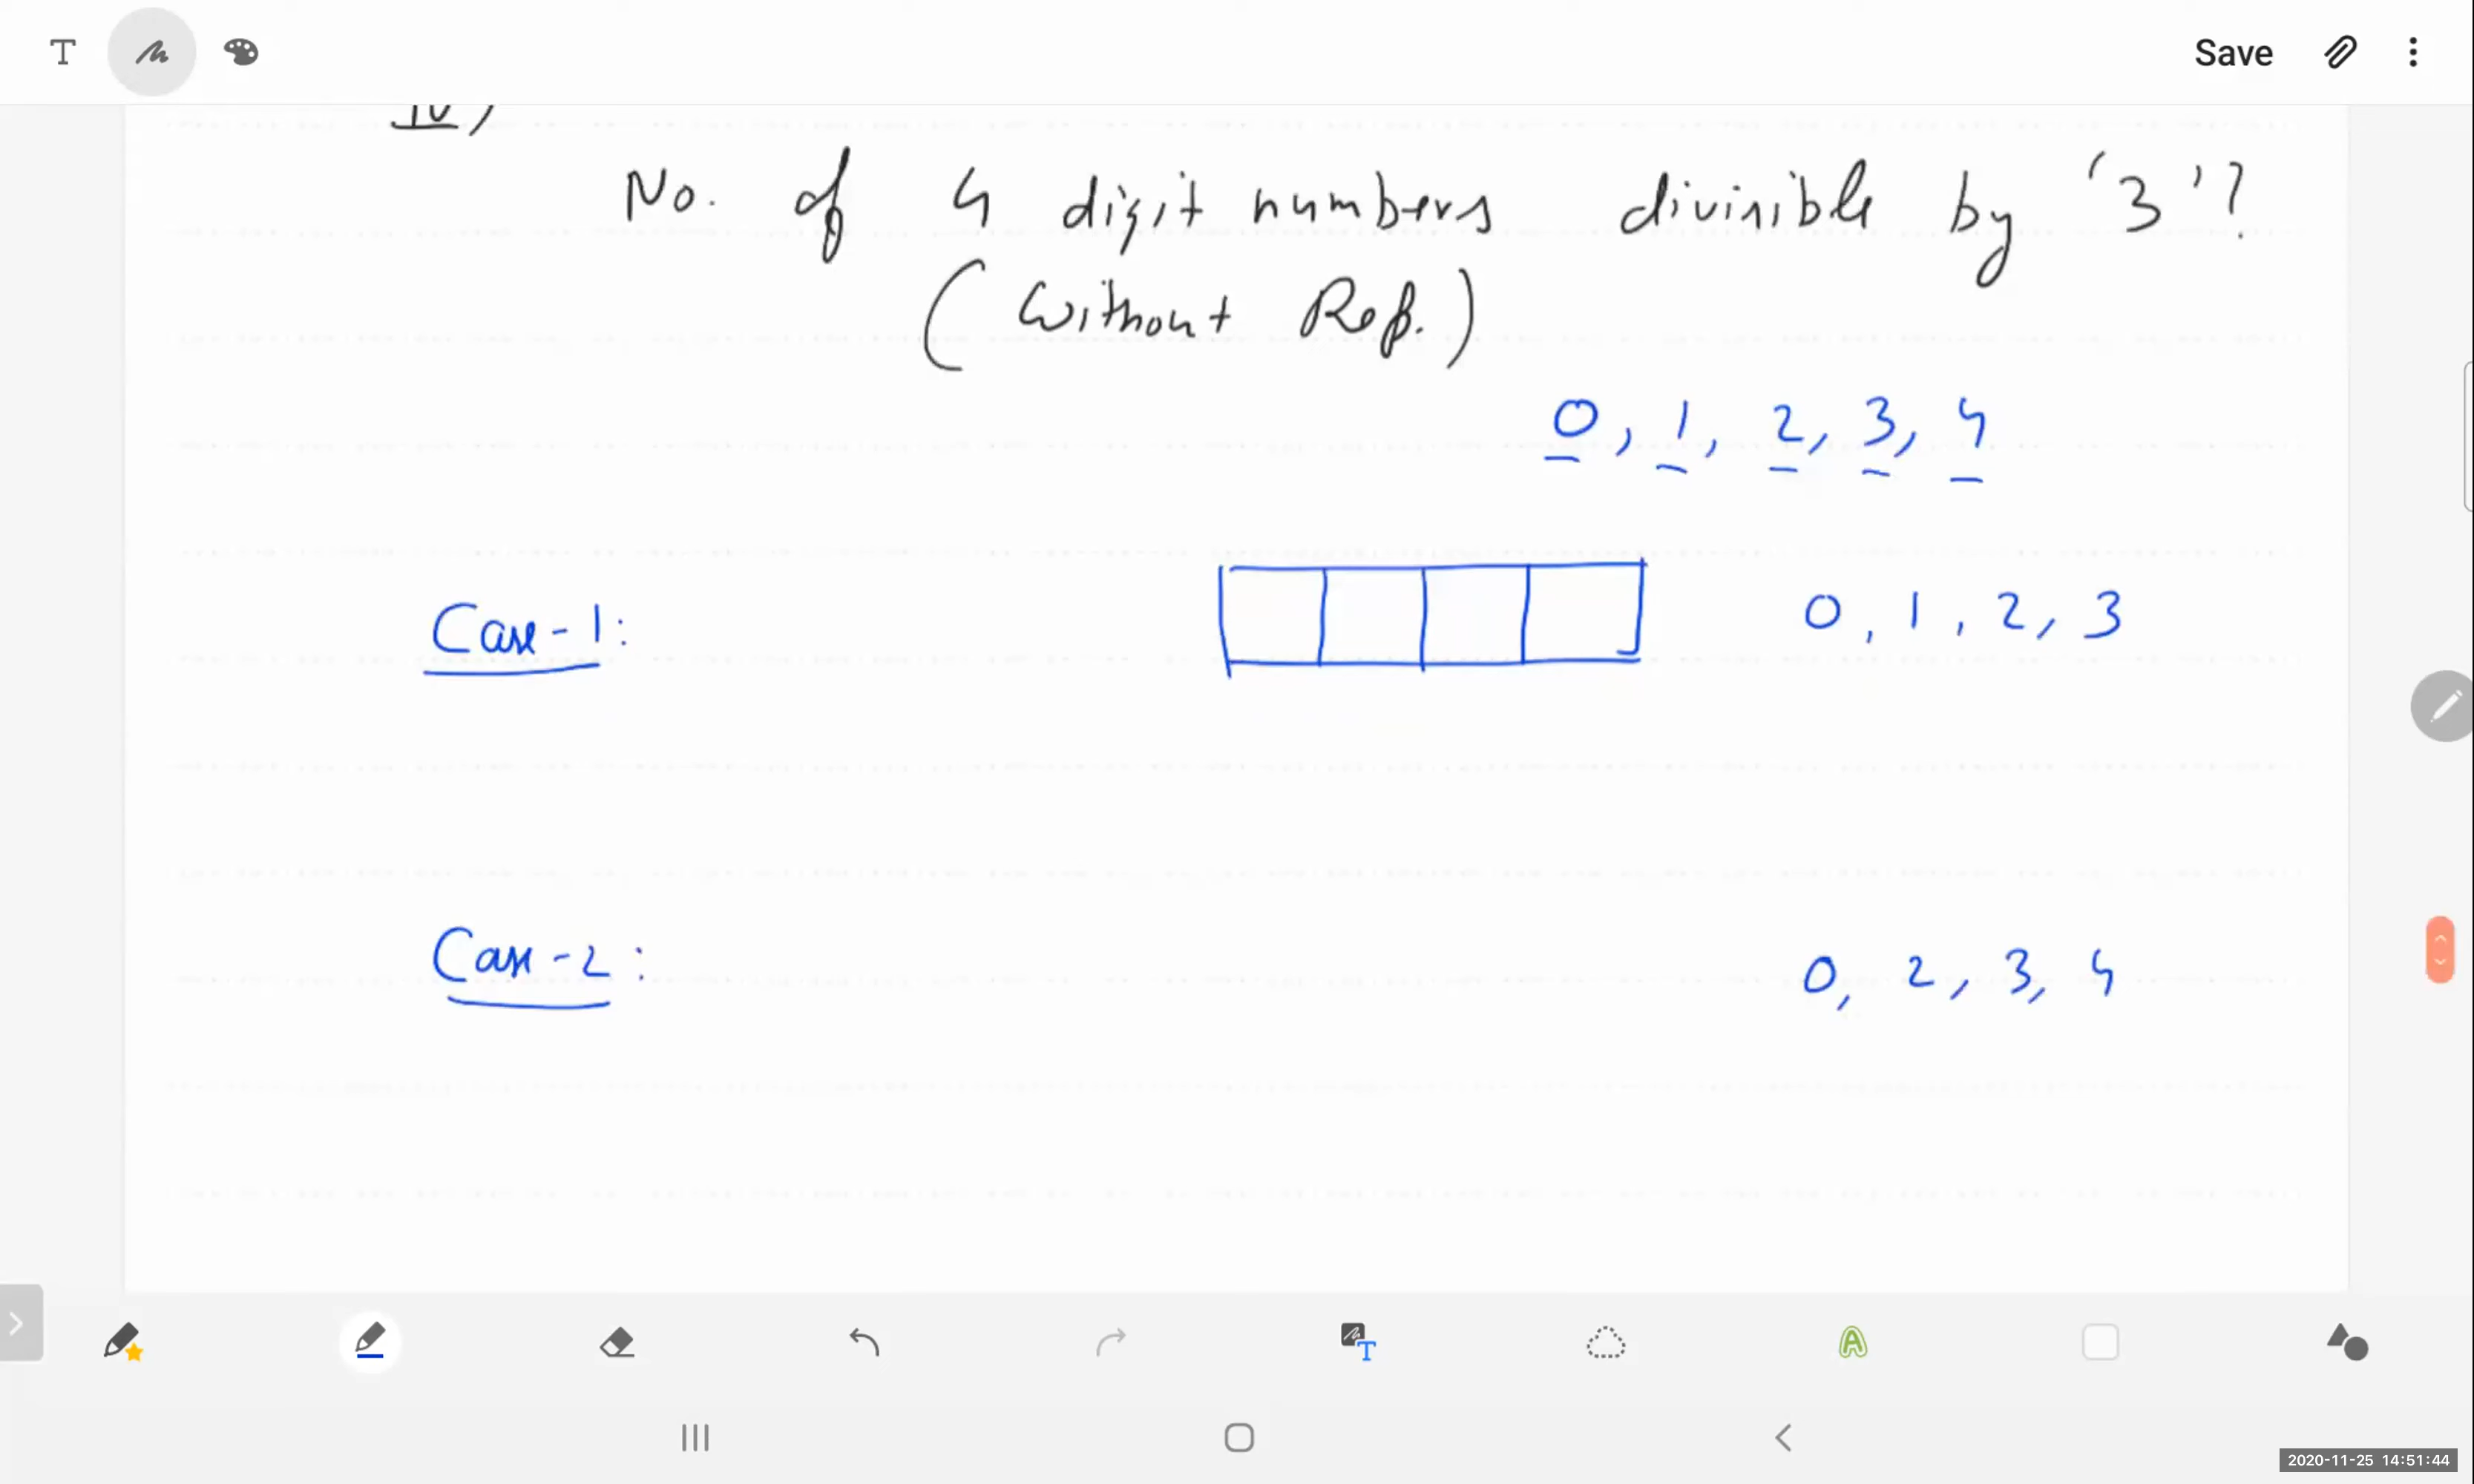 T
Save
IV)
No. of 4 digit numbers divisible by '3'?
(Without Rep.)
0, 1, 2, 3, 4
Case-1: 0, 1, 2, 3
Case-2: 0, 2, 3, 4
T
A
2020-11-25 14:51:44